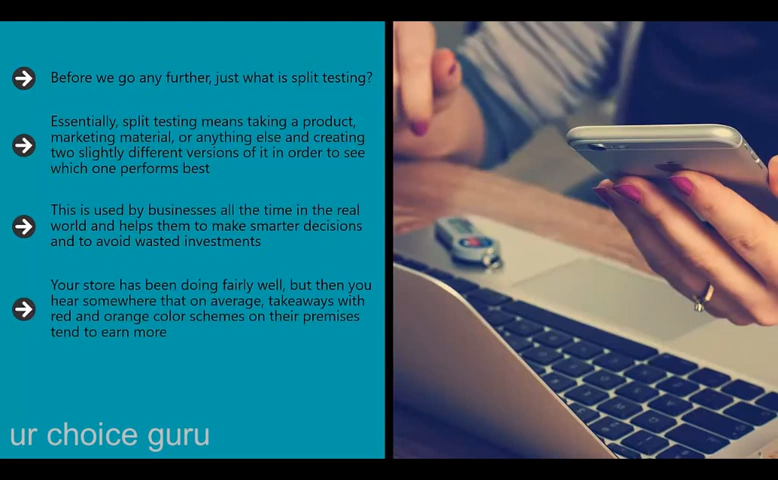 Before we go any further, just what is split testing?
Essentially, split testing means taking a product,
marketing material, or anything else and creating
two slightly different versions of it in order to see
which one performs best
This is used by businesses all the time in the real
world and helps them to make smarter decisions
and to avoid wasted investments
Your store has been doing fairly well, but then you
hear somewhere that on average, takeaways with
red and orange color schemes on their premises
tend to earn more
ur choice guru